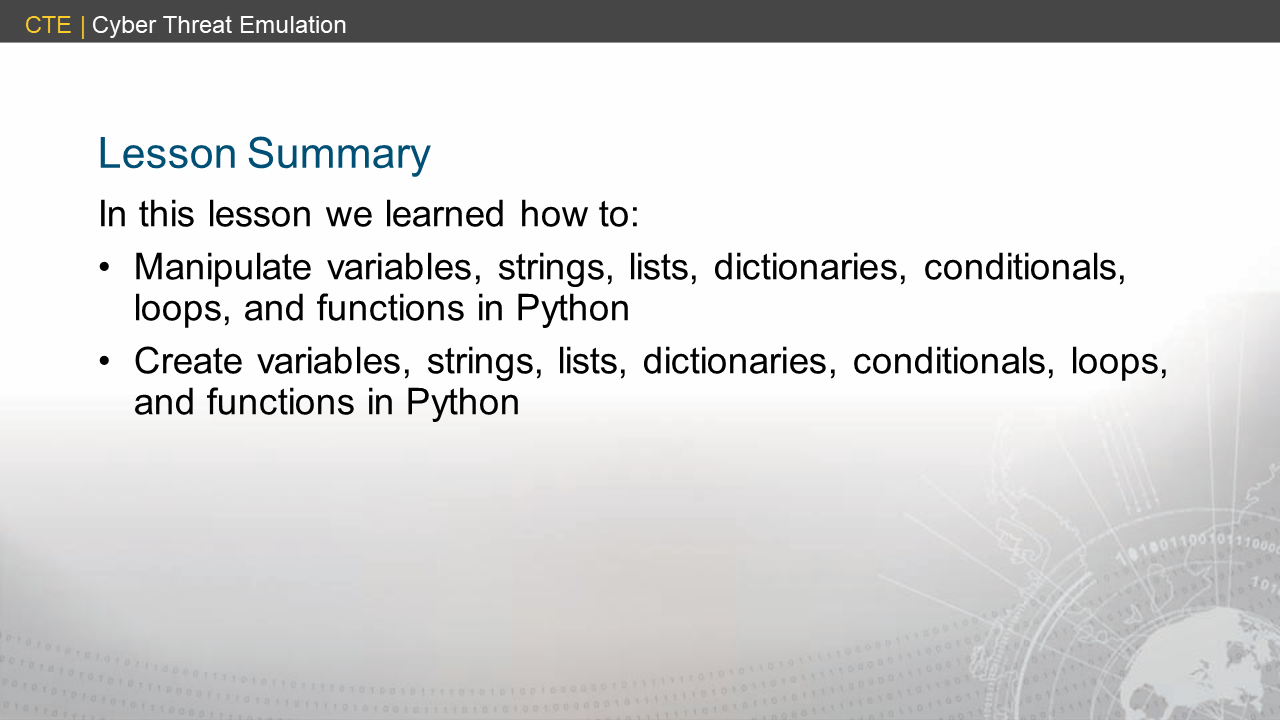 CTE | Cyber Threat Emulation
Lesson Summary
In this lesson we learned how to:
• Manipulate variables, strings, lists, dictionaries, conditionals,
loops, and functions in Python
• Create variables, strings, lists, dictionaries, conditionals, loops,
and functions in Python